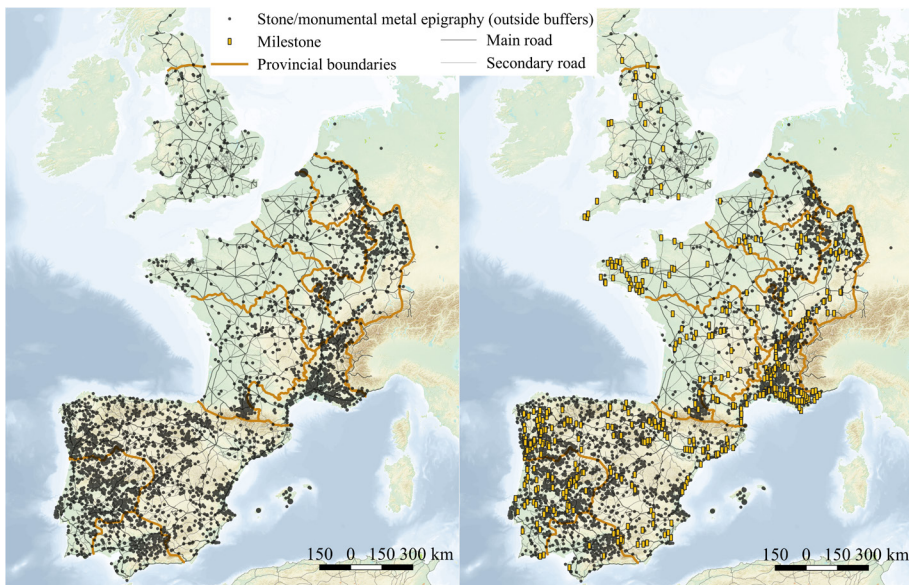 Stone/monumental metal epigraphy (outside buffers)
Milestone
Main road
Provincial boundaries
Secondary road
150 0 150 300 km
150 0 150 300 km